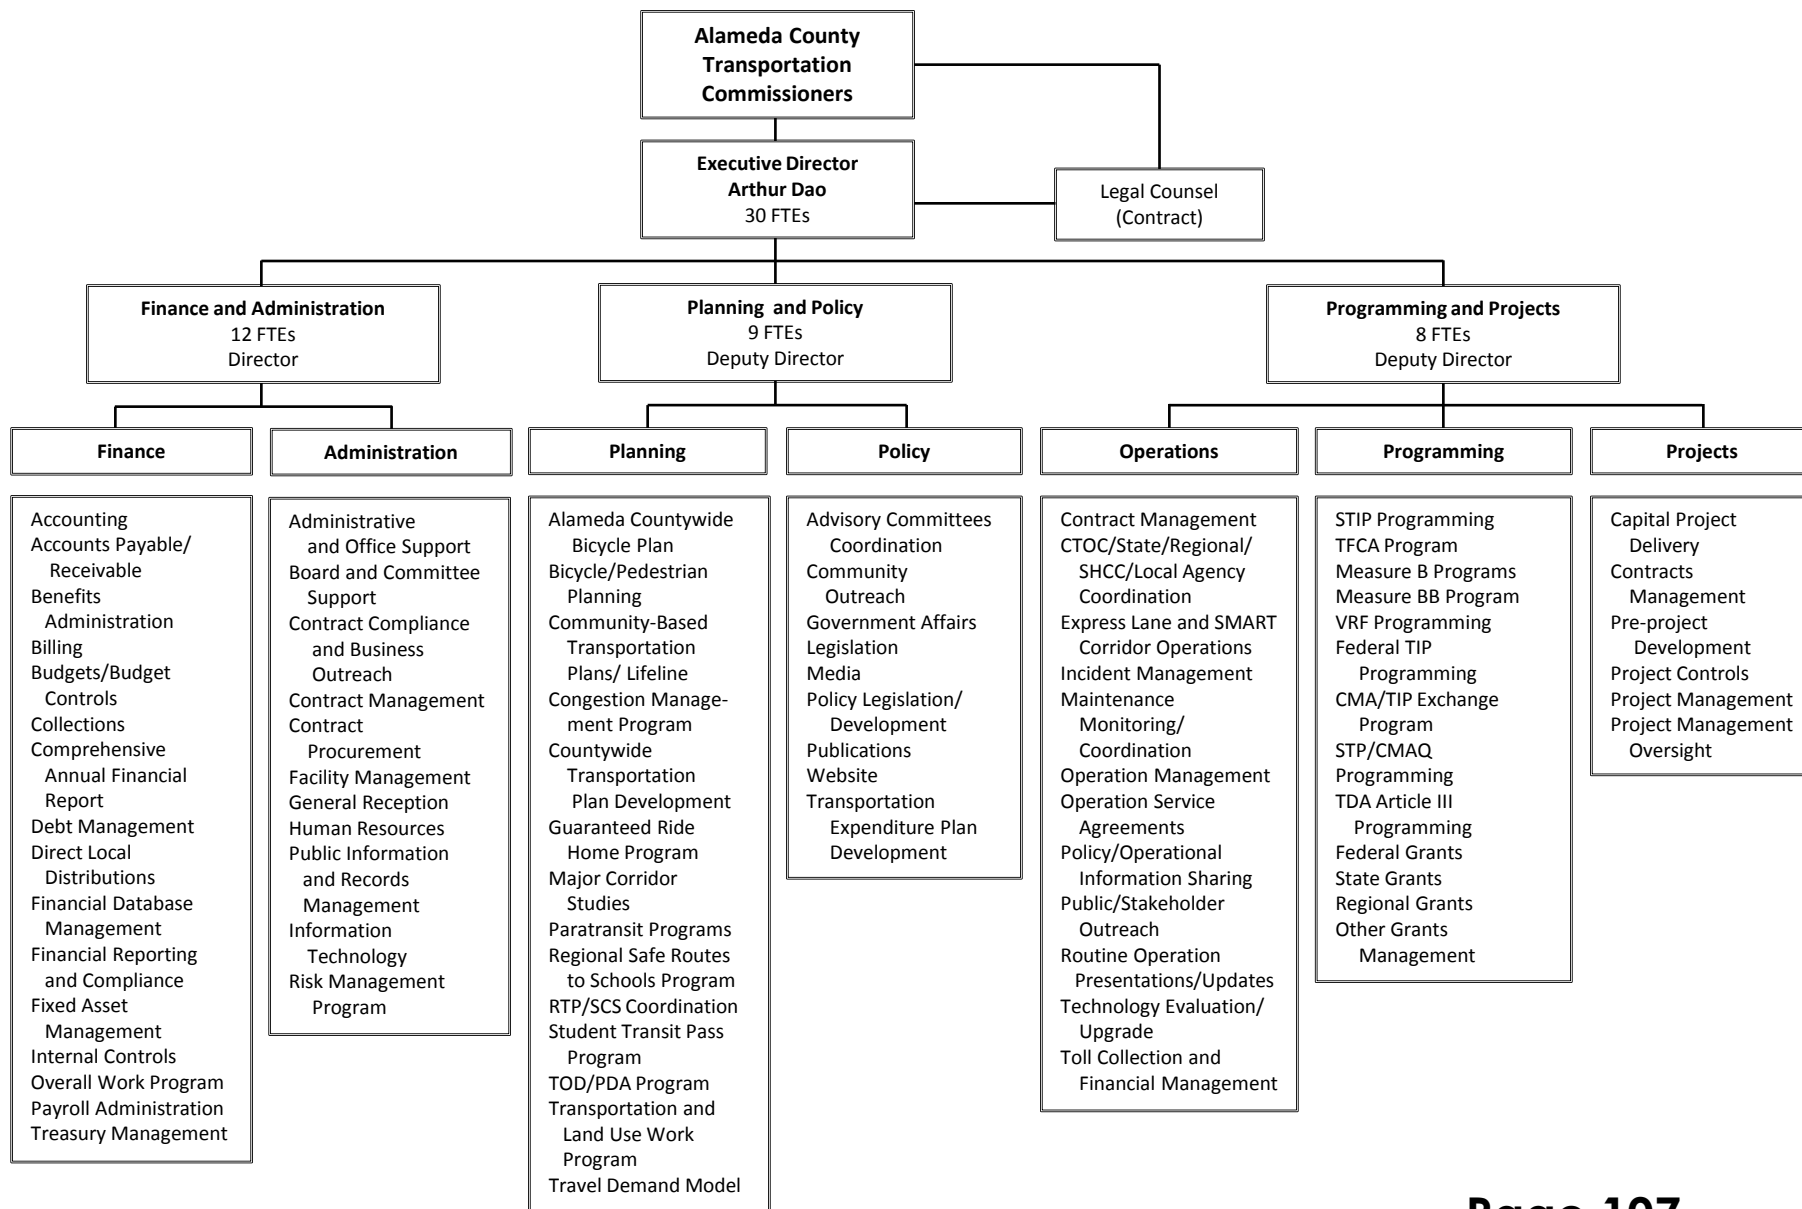 Alameda County
Transportation
Commissioners
Executive Director
Arthur Dao
30 FTEs
Legal Counsel
(Contract)
Finance and Administration
12 FTEs
Director
Planning and Policy
9 FTEs
Deputy Director
Programming and Projects
8 FTEs
Deputy Director
Finance
Administration
Planning
Policy
Operations
Programming
Projects
Accounting
Accounts Payable/
Receivable
Benefits
Administration
Billing
Budgets/Budget
Controls
Collections
Comprehensive
Annual Financial
Report
Debt Management
Direct Local
Distributions
Financial Database
Management
Financial Reporting
and Compliance
Fixed Asset
Management
Internal Controls
Overall Work Program
Payroll Administration
Treasury Management
Administrative
and Office Support
Board and Committee
Support
Contract Compliance
and Business
Outreach
Contract Management
Contract
Procurement
Facility Management
General Reception
Human Resources
Public Information
and Records
Management
Information
Technology
Risk Management
Program
Alameda Countywide
Bicycle Plan
Bicycle/Pedestrian
Planning
Community-Based
Transportation
Plans/ Lifeline
Congestion Manage-
ment Program
Countywide
Transportation
Plan Development
Guaranteed Ride
Home Program
Major Corridor
Studies
Paratransit Programs
Regional Safe Routes
to Schools Program
RTP/SCS Coordination
Student Transit Pass
Program
TOD/PDA Program
Transportation and
Land Use Work
Program
Travel Demand Model
Advisory Committees
Coordination
Community
Outreach
Government Affairs
Legislation
Media
Policy Legislation/
Development
Publications
Website
Transportation
Expenditure Plan
Development
Contract Management
CTOC/State/Regional/
SHCC/Local Agency
Coordination
Express Lane and SMART
Corridor Operations
Incident Management
Maintenance
Monitoring/
Coordination
Operation Management
Operation Service
Agreements
Policy/Operational
Information Sharing
Public/Stakeholder
Outreach
Routine Operation
Presentations/Updates
Technology Evaluation/
Upgrade
Toll Collection and
Financial Management
STIP Programming
TFCA Program
Measure B Programs
Measure BB Program
VRF Programming
Federal TIP
Programming
CMA/TIP Exchange
Program
STP/CMAQ
Programming
TDA Article III
Programming
Federal Grants
State Grants
Regional Grants
Other Grants
Management
Capital Project
Delivery
Contracts
Management
Pre-project
Development
Project Controls
Project Management
Project Management
Oversight
Page 107